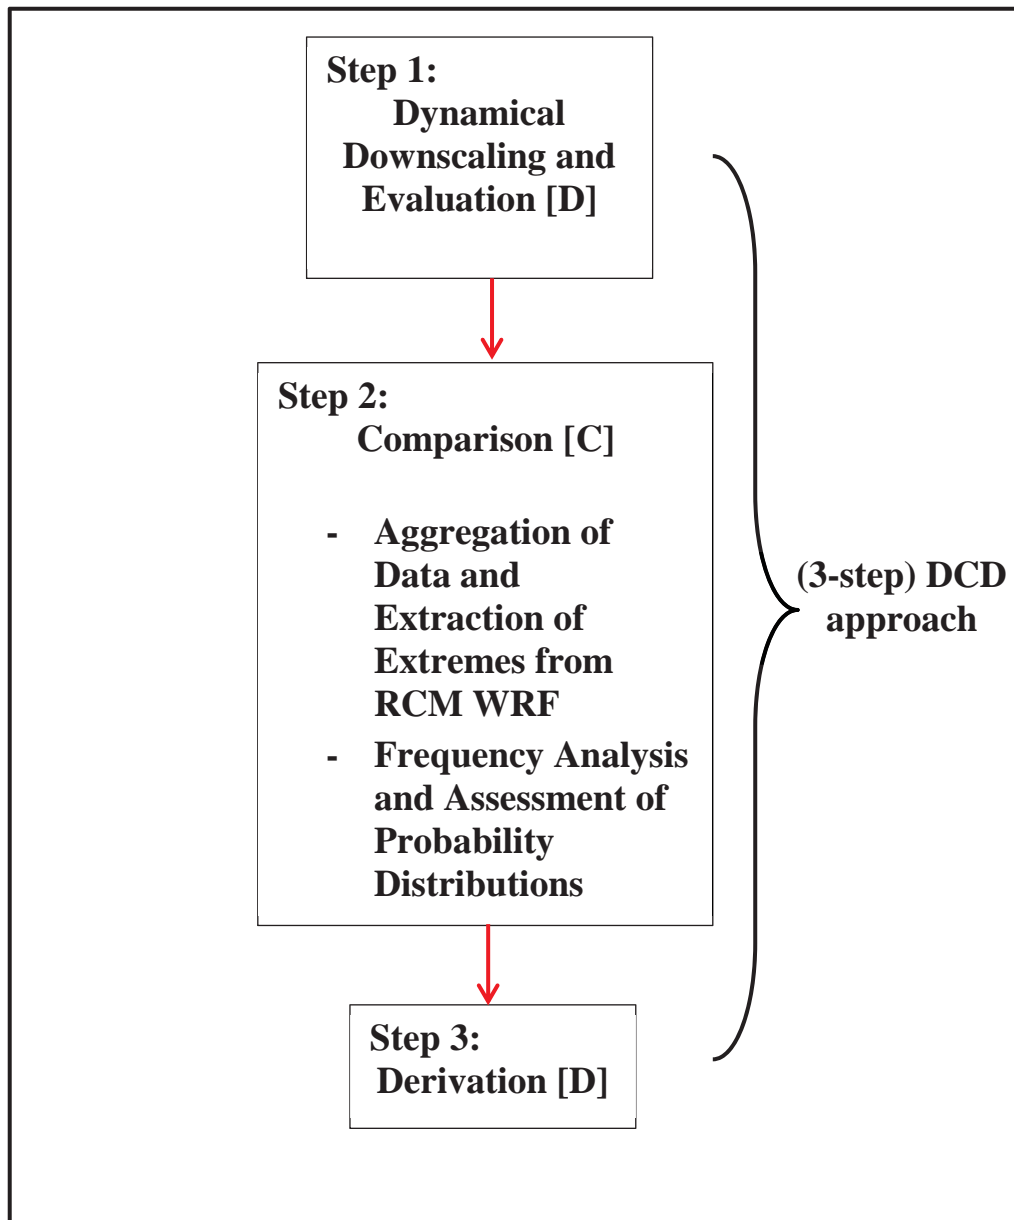 Step 1:
Dynamical
Downscaling and
Evaluation [D]
Step 2:
Comparison [C]
- Aggregation of
Data and
Extraction of
Extremes from
RCM WRF
- Frequency Analysis
and Assessment of
Probability
Distributions
Step 3:
Derivation [D]
(3-step) DCD
approach